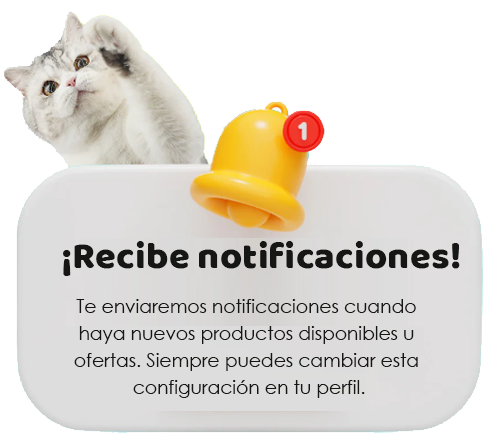 1
¡Recibe notificaciones!
Te enviaremos notificaciones cuando
haya nuevos productos disponibles u
ofertas. Siempre puedes cambiar esta
configuración en tu perfil.